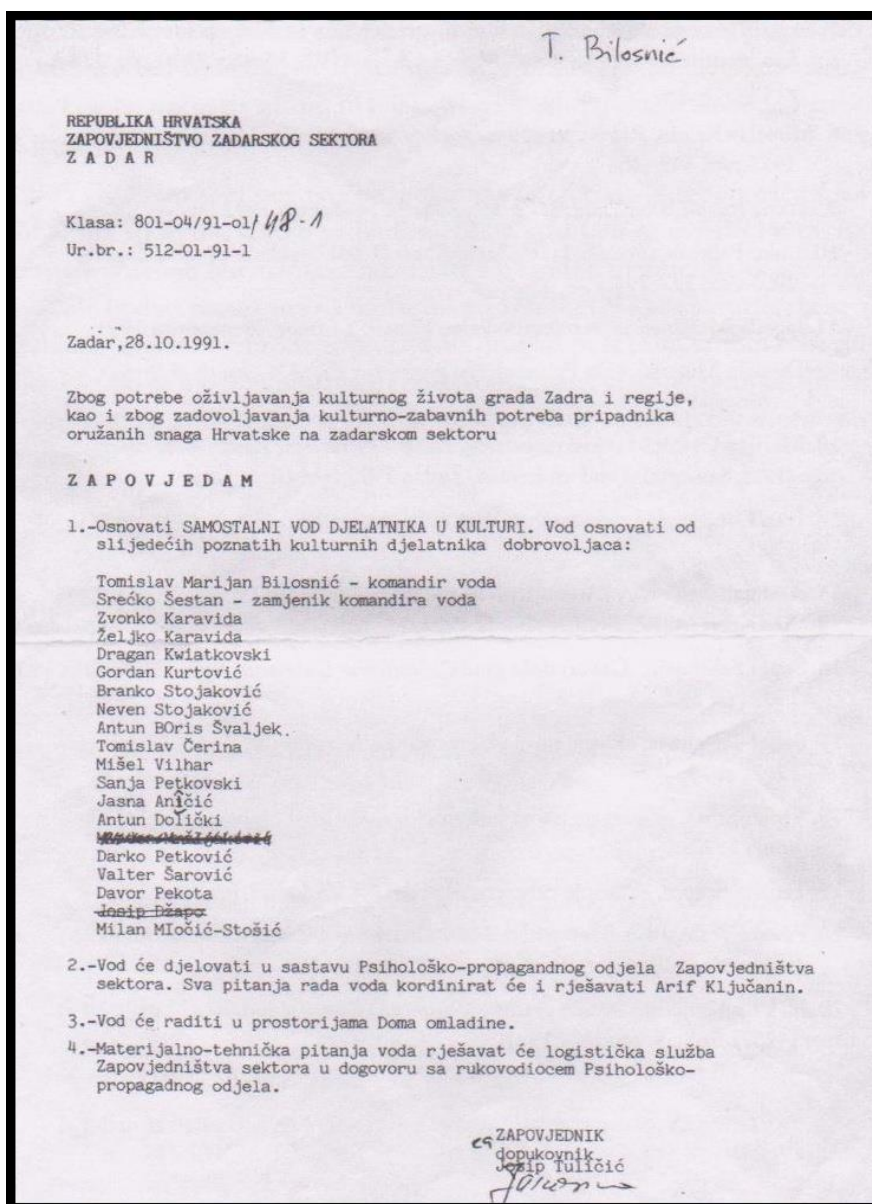 T. Bilosnić
REPUBLIKA HRVATSKA
ZAPOVJEDNIŠTVO ZADARSKOG SEKTORA
Z A D A R
Klasa: 801-04/91-o1/48-1
Ur.br.: 512-01-91-1
Zadar,28.10.1991.
Zbog potrebe oživljavanja kulturnog života grada Zadra i regije,
kao i zbog zadovoljavanja kulturno-zabavnih potreba pripadnika
oružanih snaga Hrvatske na zadarskom sektoru
Z A P O V J E D A M
1.-Osnovati SAMOSTALNI VOD DJELATNIKA U KULTURI. Vod osnovati od
slijedećih poznatih kulturnih djelatnika dobrovoljaca:
Tomislav Marijan Bilosnić - komandir voda
Srećko Šestan - zamjenik komandira voda
Zvonko Karavida
Željko Karavida
Dragan Kwiatkovski
Gordan Kurtović
Branko Stojaković
Neven Stojaković
Antun BOris Švaljek.
Tomislav Čerina
Mišel Vilhar
Sanja Petkovski
Jasna Aničić
Antun Dolički
Darko Petković
Valter Šarović
Davor Pekota
Josip Džapo
Milan MIočić-Stošić
2.-Vod će djelovati u sastavu Psihološko-propagandnog odjela Zapovjedništva
sektora. Sva pitanja rada voda kordinirat će i rješavati Arif Ključanin.
3.-Vod će raditi u prostorijama Doma omladine.
4.-Materijalno-tehnička pitanja voda rješavat će logistička služba
Zapovjedništva sektora u dogovoru sa rukovodiocem Psihološko-
propagadnog odjela.
ZAPOVJEDNIK
dopukovnik
Josip Tuličić